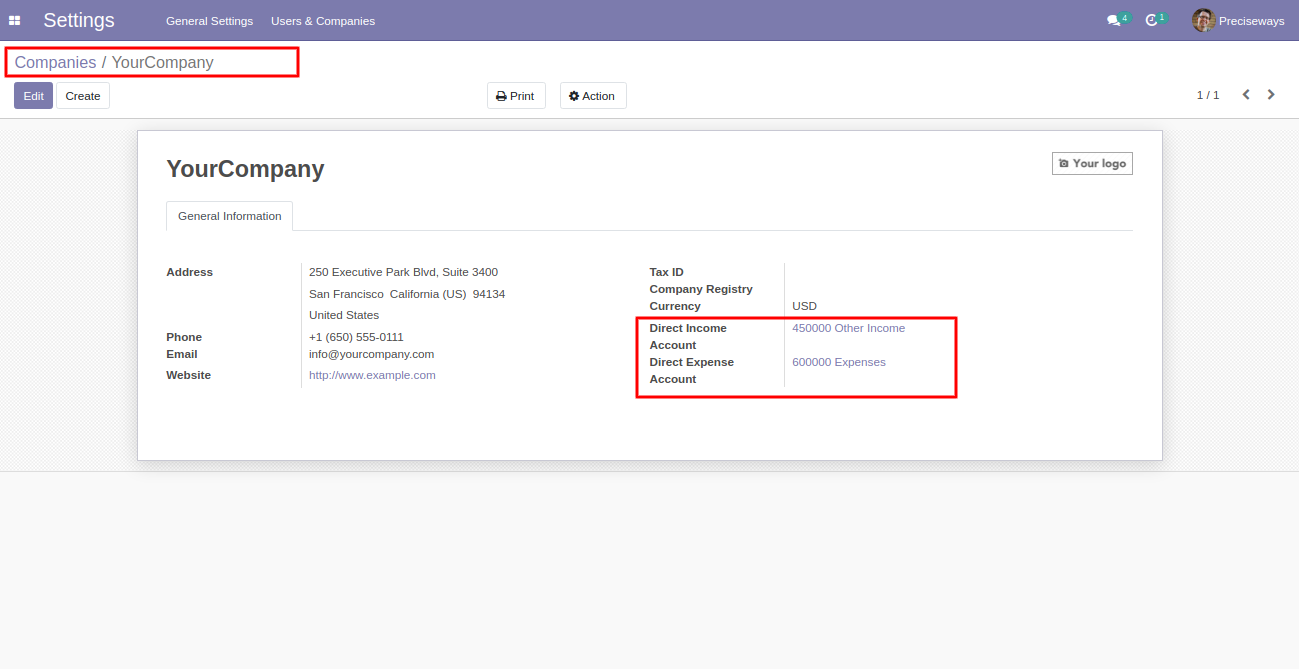 Settings General Settings Users & Companies 4 1 Preciseways
Companies / YourCompany
Edit Create Print Action 1 / 1
YourCompany Your logo
General Information
Address 250 Executive Park Blvd, Suite 3400
San Francisco California (US) 94134
United States
Phone +1 (650) 555-0111
Email info@yourcompany.com
Website http://www.example.com
Tax ID
Company Registry
Currency USD
Direct Income 450000 Other Income
Account
Direct Expense 600000 Expenses
Account